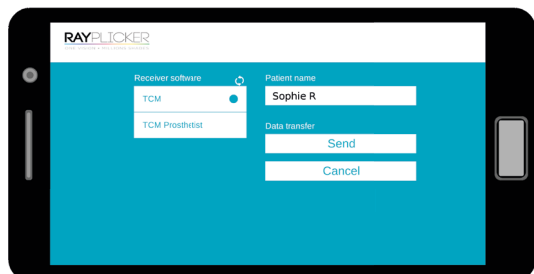 RAYPLICKER
Receiver software
TCM
TCM Prosthetist
Patient name
Sophie R
Data transfer
Send
Cancel